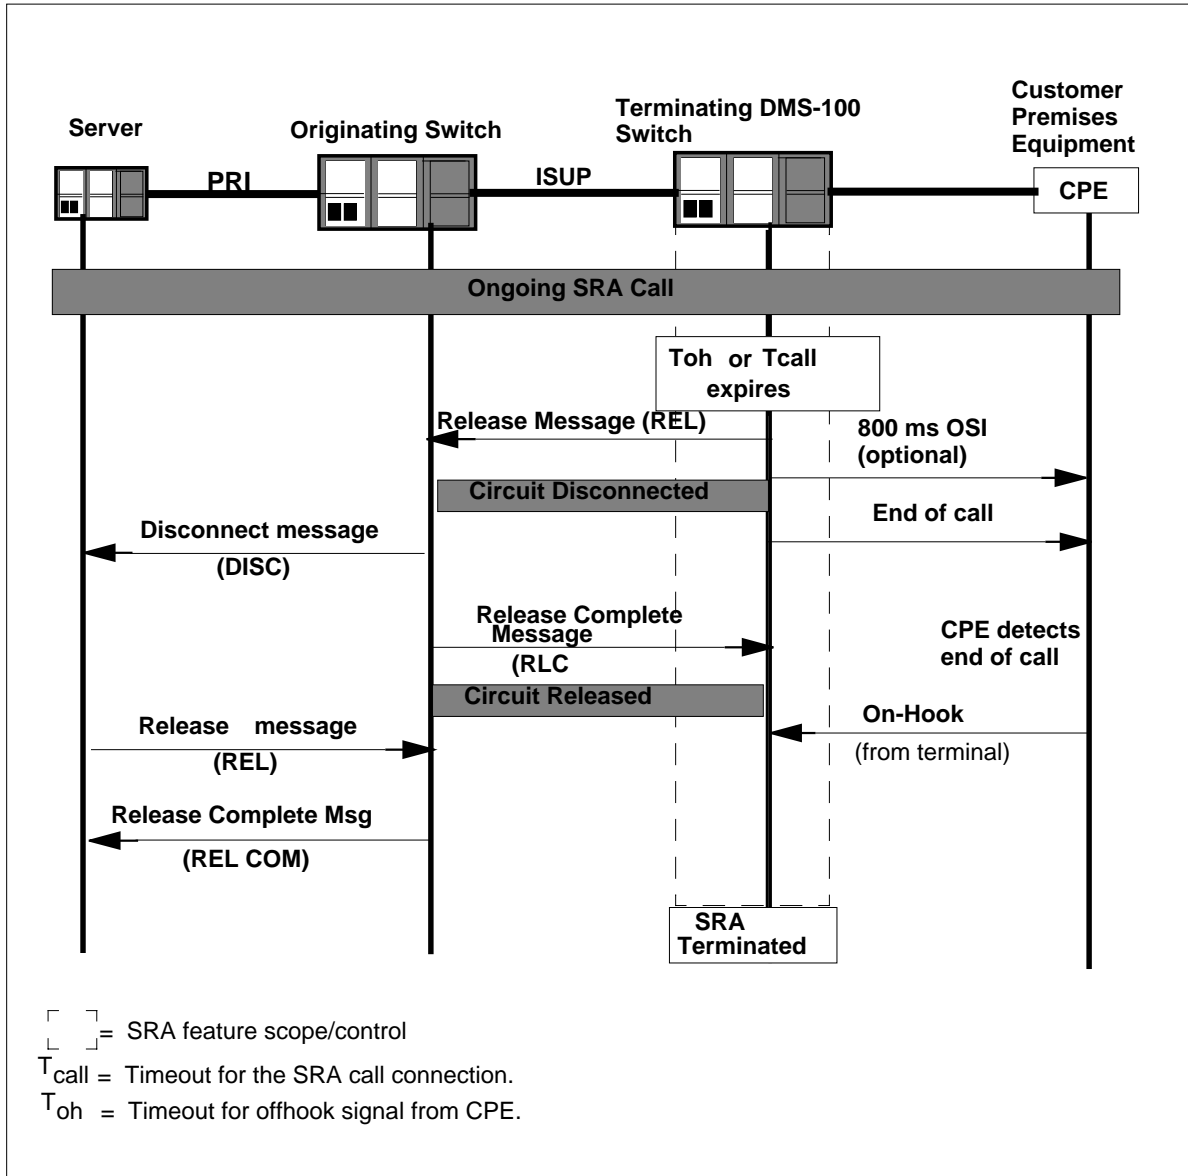 Customer
Premises
Equipment
Terminating DMS-100
Switch
Server
Originating Switch
PRI
ISUP
CPE
Ongoing SRA Call
Toh or Tcall
expires
Release Message (REL)
800 ms OSI
(optional)
Circuit Disconnected
End of call
Disconnect message
(DISC)
Release Complete
Message
(RLC
CPE detects
end of call
Circuit Released
On-Hook
(from terminal)
Release message
(REL)
Release Complete Msg
(REL COM)
SRA
Terminated
= SRA feature scope/control
Tcall = Timeout for the SRA call connection.
Toh = Timeout for offhook signal from CPE.